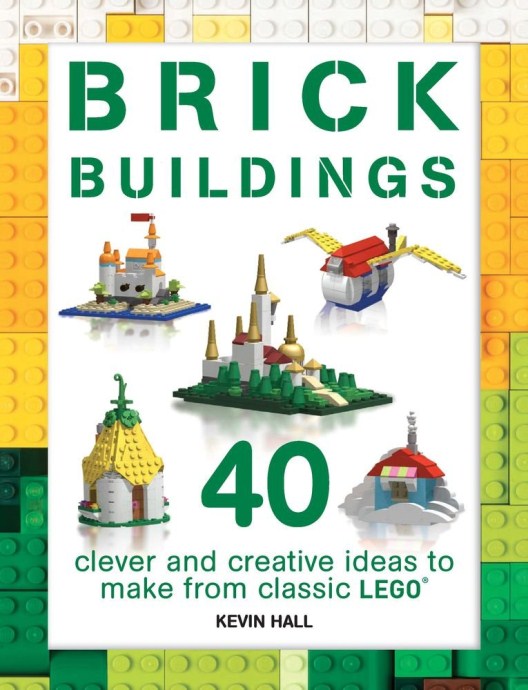 BRICK
BUILDINGS
40
clever and creative ideas to
make from classic LEGO®
KEVIN HALL